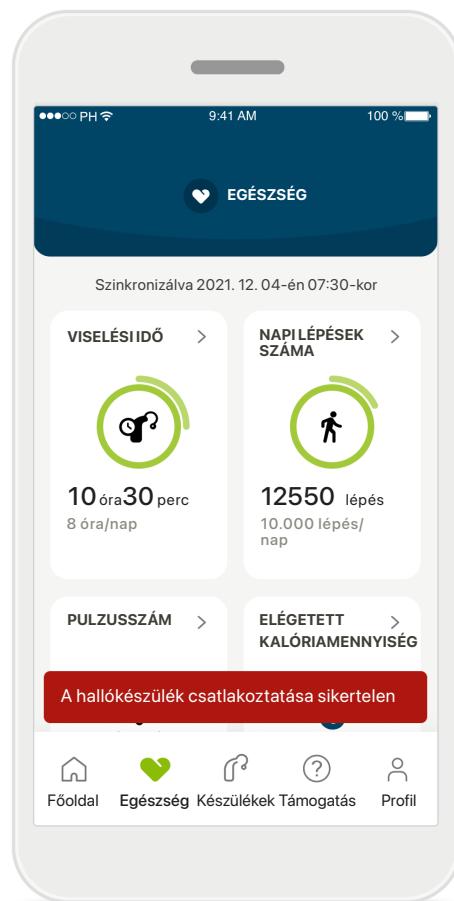 PH 9:41 AM 100 %
EGÉSZSÉG
Szinkronizálva 2021. 12. 04-én 07:30-kor
VISELÉSI IDŐ
10 óra 30 perc
8 óra/nap
NAPI LÉPÉSEK
SZÁMA
12550 lépés
10.000 lépés/
nap
PULZUSSZÁM
ELÉGETETT
KALÓRIAMENNYISÉG
A hallókészülék csatlakoztatása sikertelen
Főoldal Egészség Készülékek Támogatás Profil